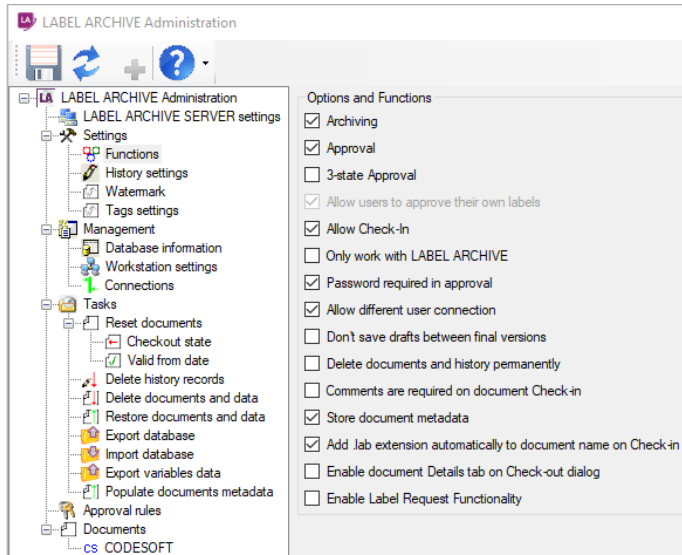 LABEL ARCHIVE Administration
LABEL ARCHIVE Administration
LABEL ARCHIVE SERVER settings
Settings
Functions
History settings
Watermark
Tags settings
Management
Database information
Workstation settings
Connections
Tasks
Reset documents
Checkout state
Valid from date
Delete history records
Delete documents and data
Restore documents and data
Export database
Import database
Export variables data
Populate documents metadata
Approval rules
Documents
CS CODESOFT
Options and Functions
Archiving
Approval
3-state Approval
Allow users to approve their own labels
Allow Check-In
Only work with LABEL ARCHIVE
Password required in approval
Allow different user connection
Don't save drafts between final versions
Delete documents and history permanently
Comments are required on document Check-in
Store document metadata
Add .lab extension automatically to document name on Check-in
Enable document Details tab on Check-out dialog
Enable Label Request Functionality